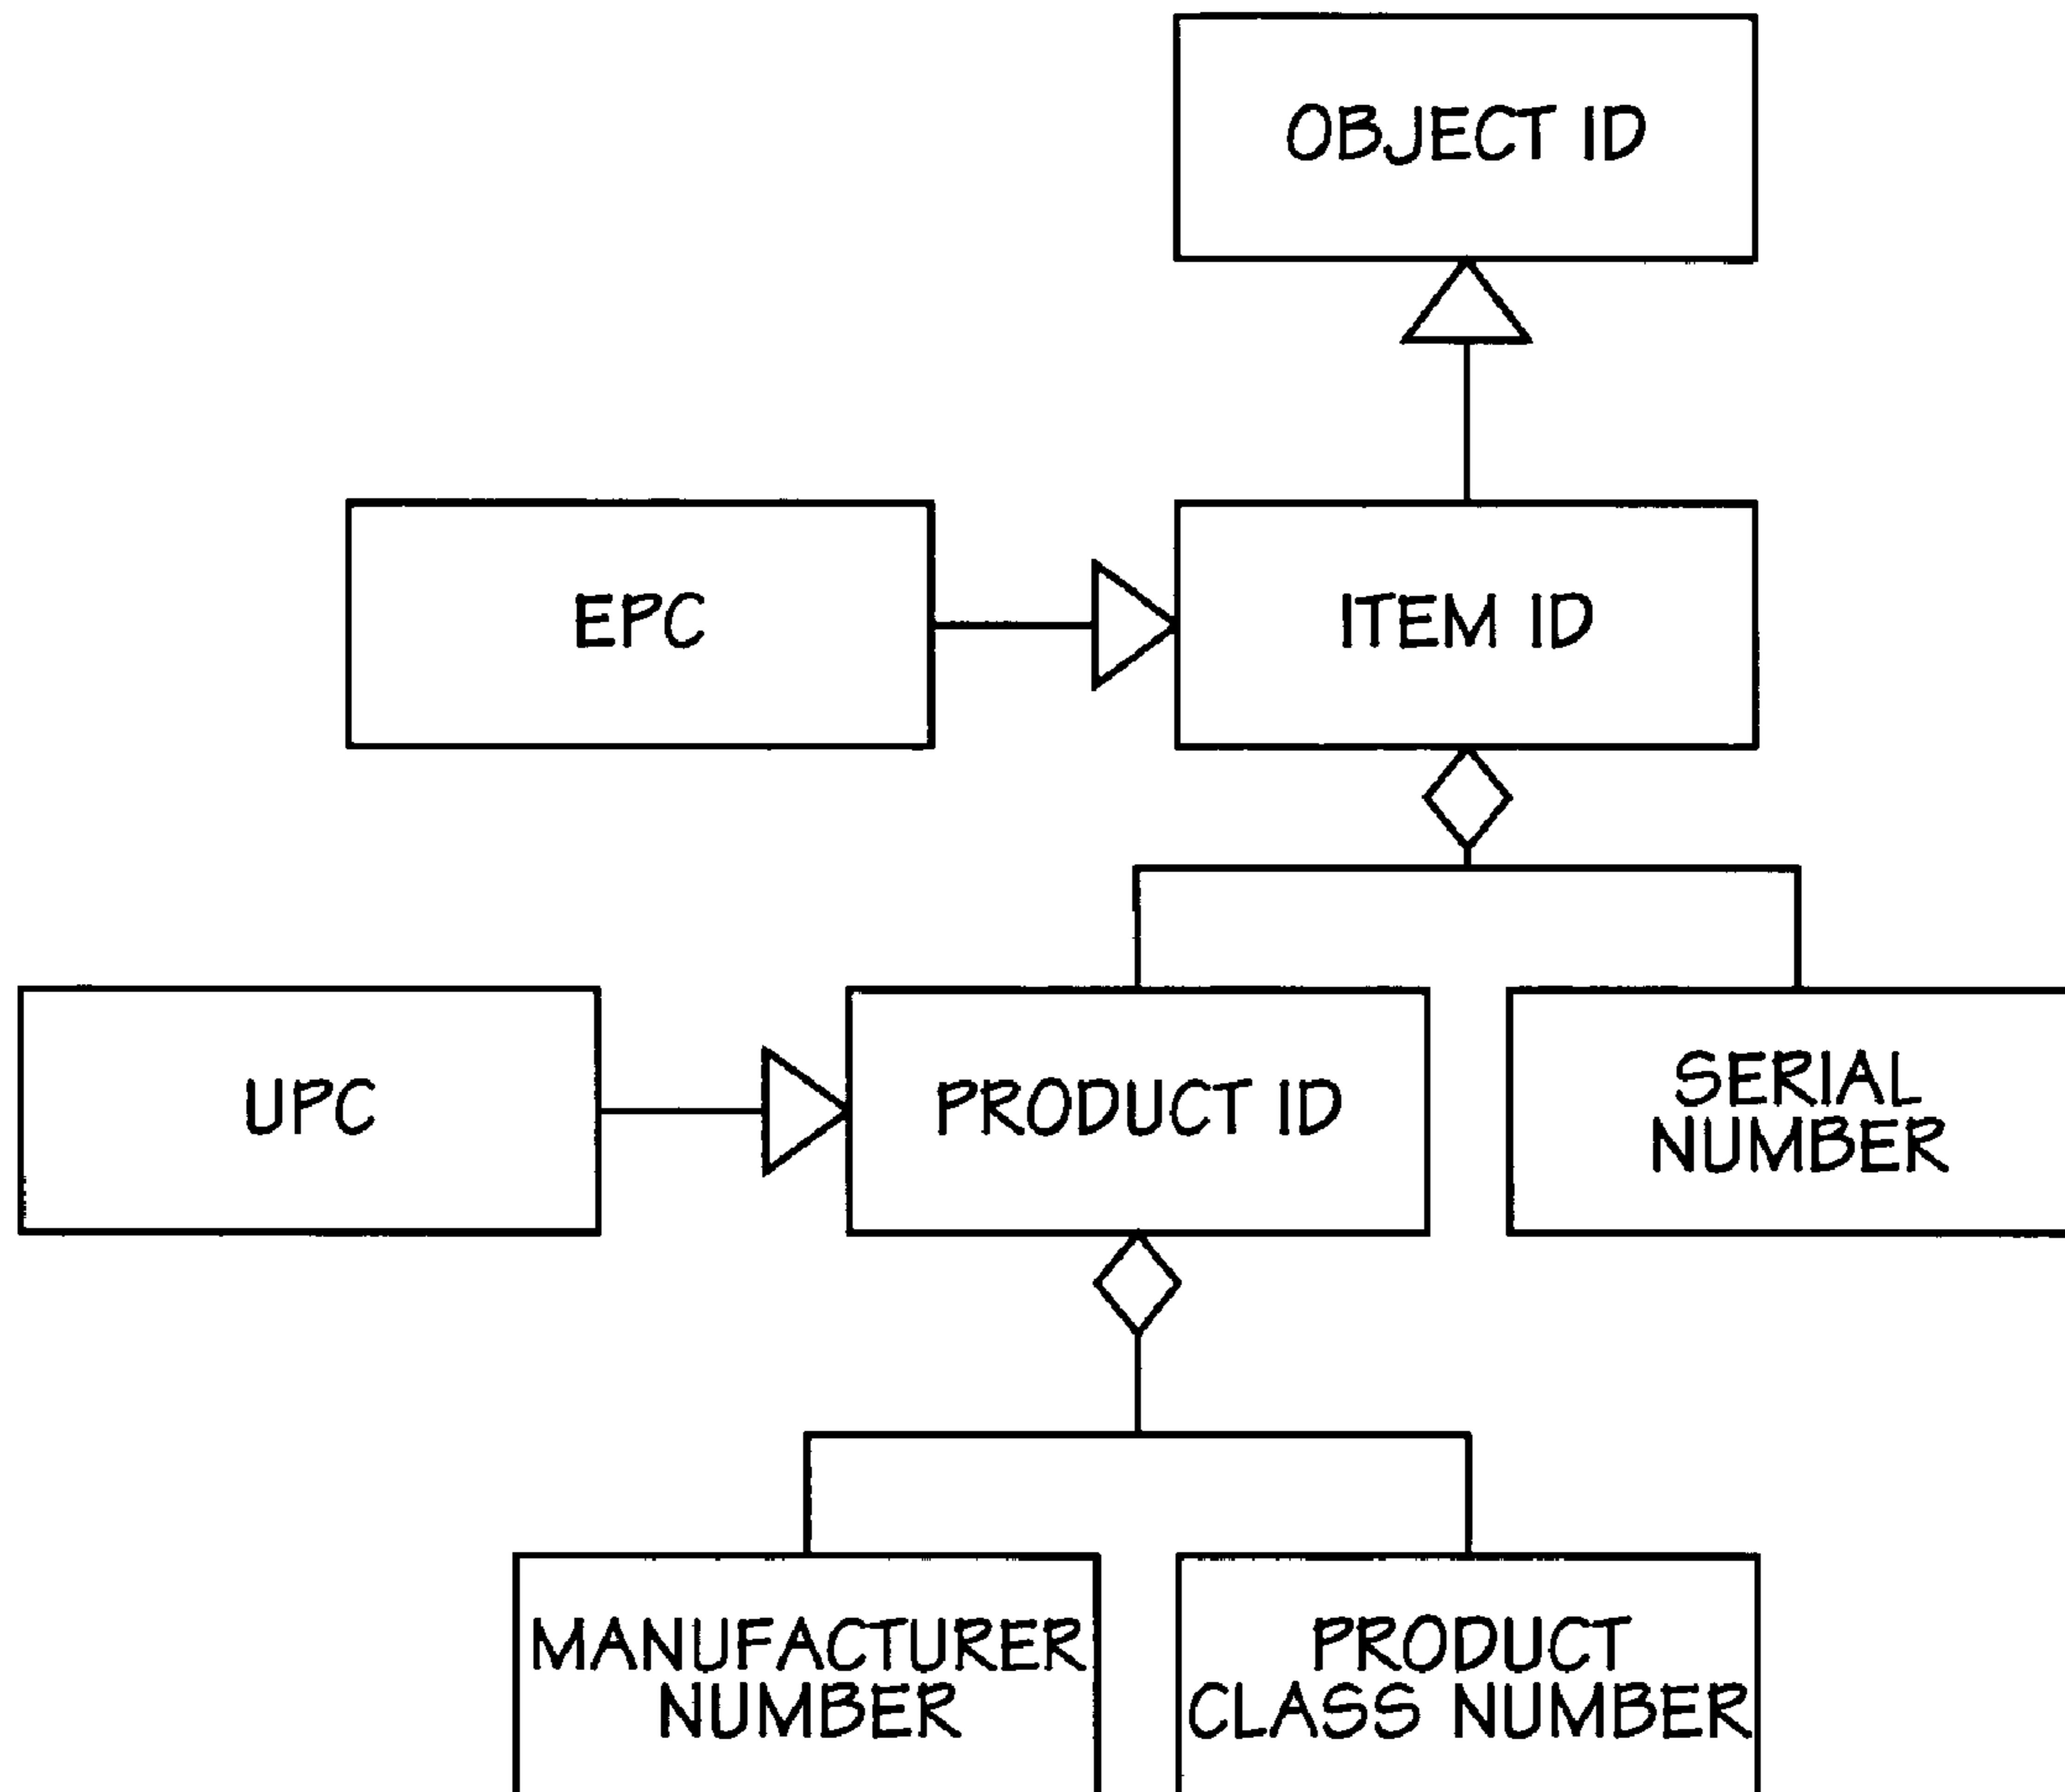 OBJECT ID
EPC
ITEM ID
UPC
PRODUCT ID
SERIAL
NUMBER
MANUFACTURER
NUMBER
PRODUCT
CLASS NUMBER